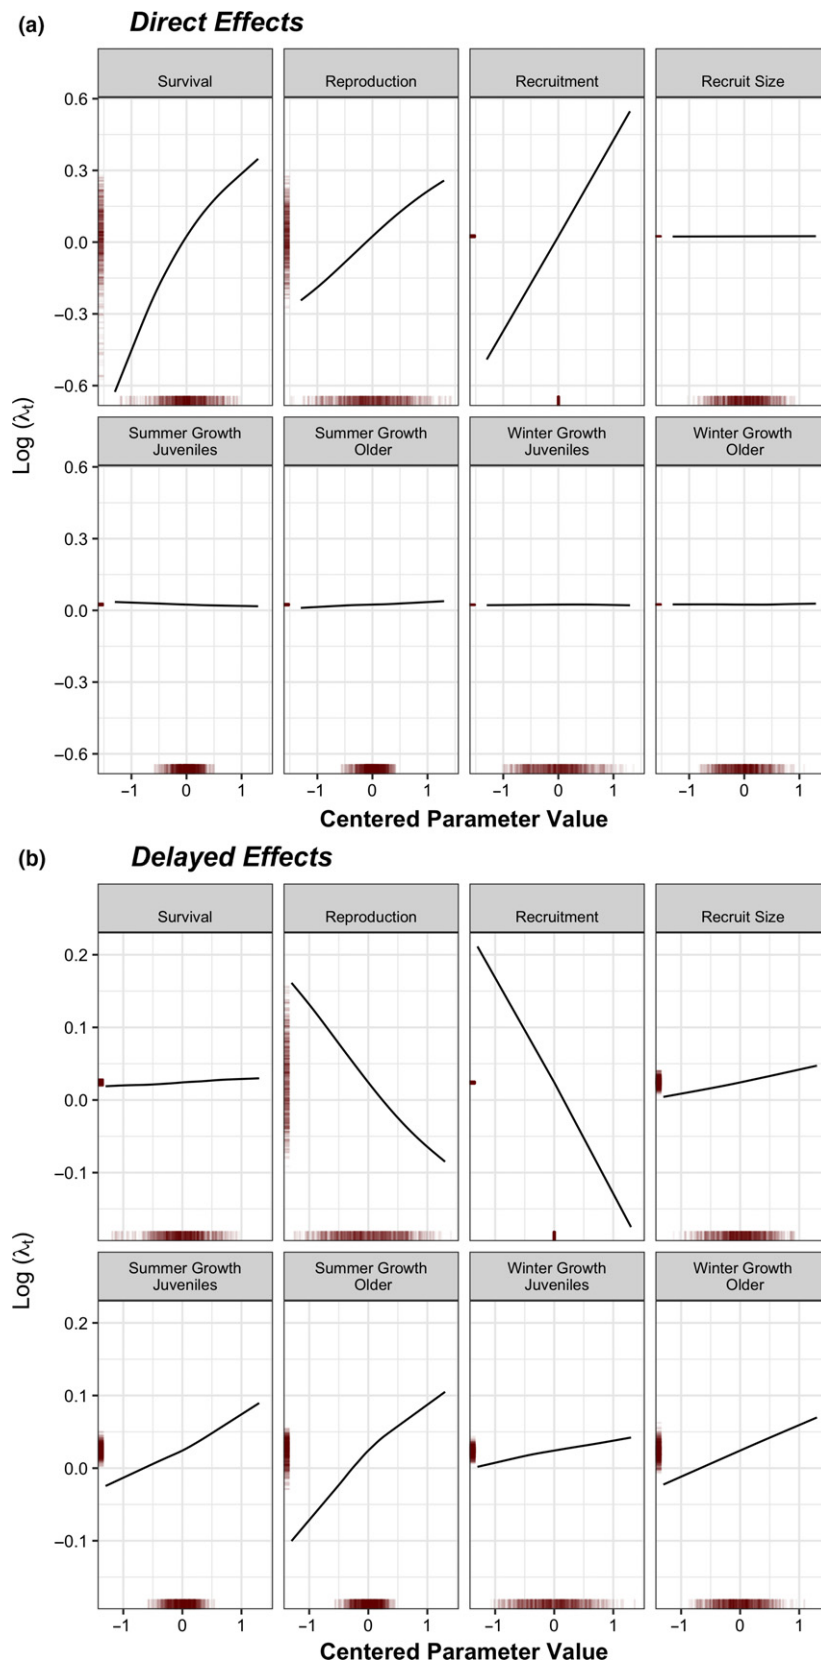 (a) Direct Effects
Survival
Reproduction
Recruitment
Recruit Size
0.6
0.3
0.0
−0.3
−0.6
Summer Growth
Juveniles
Summer Growth
Older
Winter Growth
Juveniles
Winter Growth
Older
0.6
0.3
0.0
−0.3
−0.6
Log (λt)
−1 0 1
−1 0 1
−1 0 1
−1 0 1
Centered Parameter Value
(b) Delayed Effects
Survival
Reproduction
Recruitment
Recruit Size
0.2
0.1
0.0
−0.1
Summer Growth
Juveniles
Summer Growth
Older
Winter Growth
Juveniles
Winter Growth
Older
0.2
0.1
0.0
−0.1
Log (λt)
−1 0 1
−1 0 1
−1 0 1
−1 0 1
Centered Parameter Value